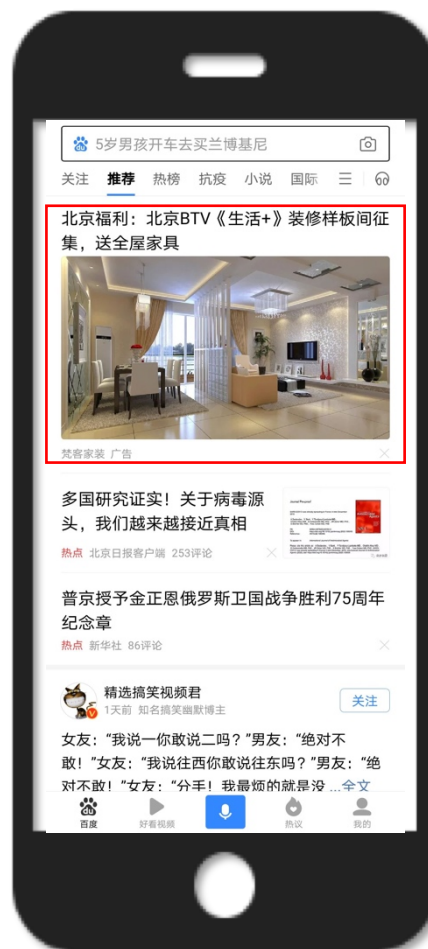 5岁男孩开车去买兰博基尼
关注 推荐 热榜 抗疫 小说 国际
北京福利：北京BTV《生活+》装修样板间征
集，送全屋家具
梵客家装 广告
多国研究证实！关于病毒源
头，我们越来越接近真相
热点 北京日报客户端 253评论
普京授予金正恩俄罗斯卫国战争胜利75周年
纪念章
热点 新华社 86评论
精选搞笑视频君
1天前 知名搞笑幽默博主
关注
女友：“我说一你敢说二吗？”男友：“绝对不
敢！”女友：“我说往西你敢说往东吗？”男友：“绝
对不敢！”女友：“分手！我最烦的就是没 ...全文
百度 好看视频 热议 我的